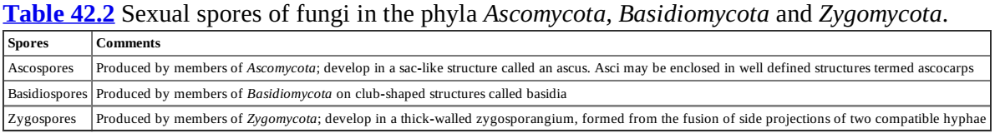 Table 42.2 Sexual spores of fungi in the phyla Ascomycota, Basidiomycota and Zygomycota.
Spores Comments
Ascospores Produced by members of Ascomycota; develop in a sac-like structure called an ascus. Asci may be enclosed in well defined structures termed ascocarps
Basidiospores Produced by members of Basidiomycota on club-shaped structures called basidia
Zygospores Produced by members of Zygomycota; develop in a thick-walled zygosporangium, formed from the fusion of side projections of two compatible hyphae